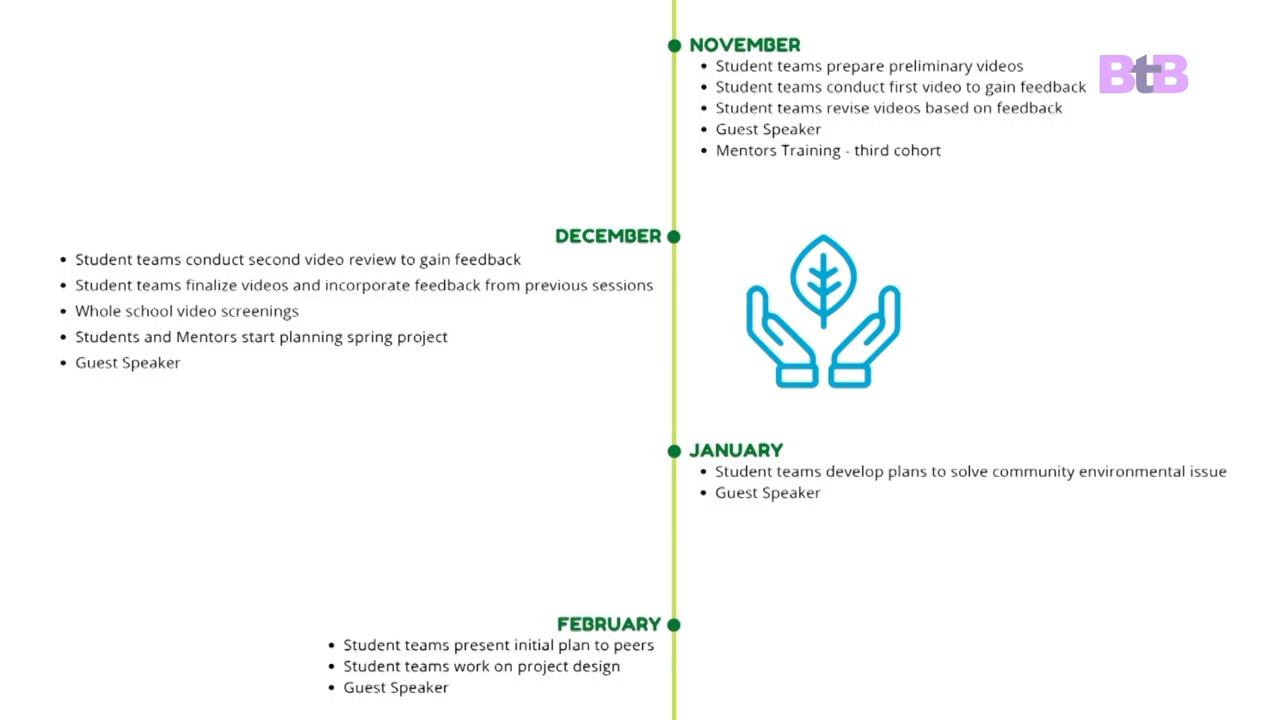 NOVEMBER
• Student teams prepare preliminary videos
• Student teams conduct first video to gain feedback
• Student teams revise videos based on feedback
• Guest Speaker
• Mentors Training - third cohort
BtB
DECEMBER
• Student teams conduct second video review to gain feedback
• Student teams finalize videos and incorporate feedback from previous sessions
• Whole school video screenings
• Students and Mentors start planning spring project
• Guest Speaker
JANUARY
• Student teams develop plans to solve community environmental issue
• Guest Speaker
FEBRUARY
• Student teams present initial plan to peers
• Student teams work on project design
• Guest Speaker